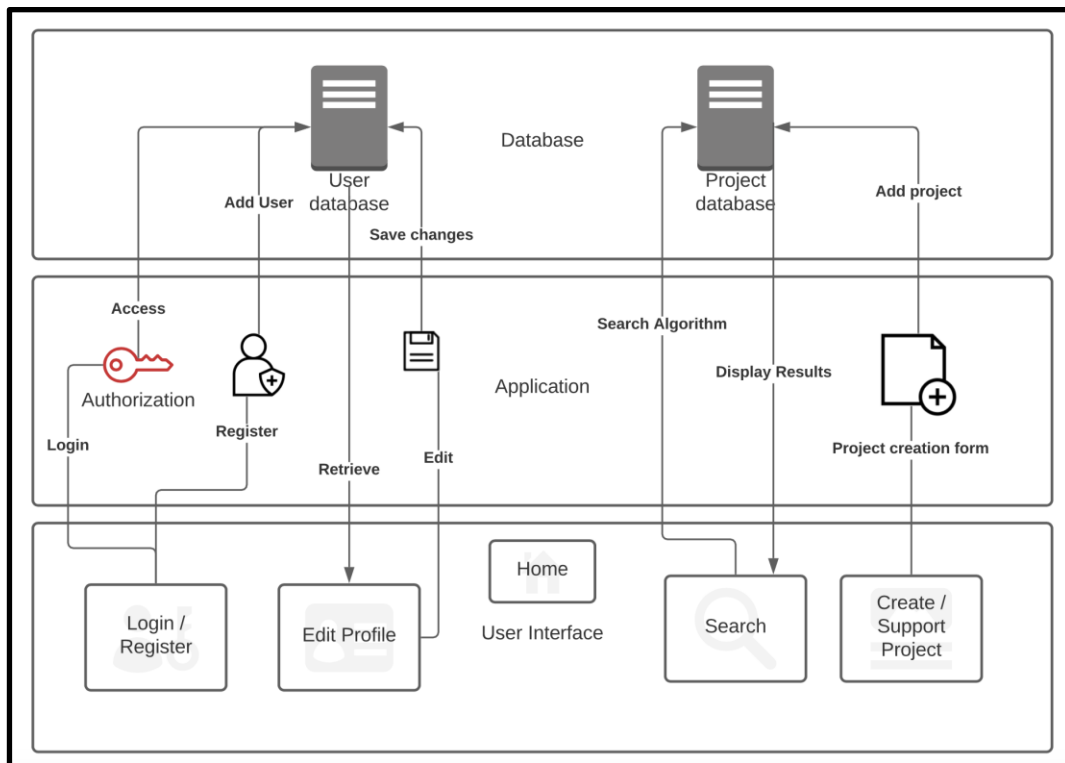 Database
User
database
Project
database
Add User
Save changes
Add project
Access
Search Algorithm
Authorization
Application
Display Results
Login
Register
Retrieve
Edit
Project creation form
Home
User Interface
Login /
Register
Edit Profile
Search
Create /
Support
Project